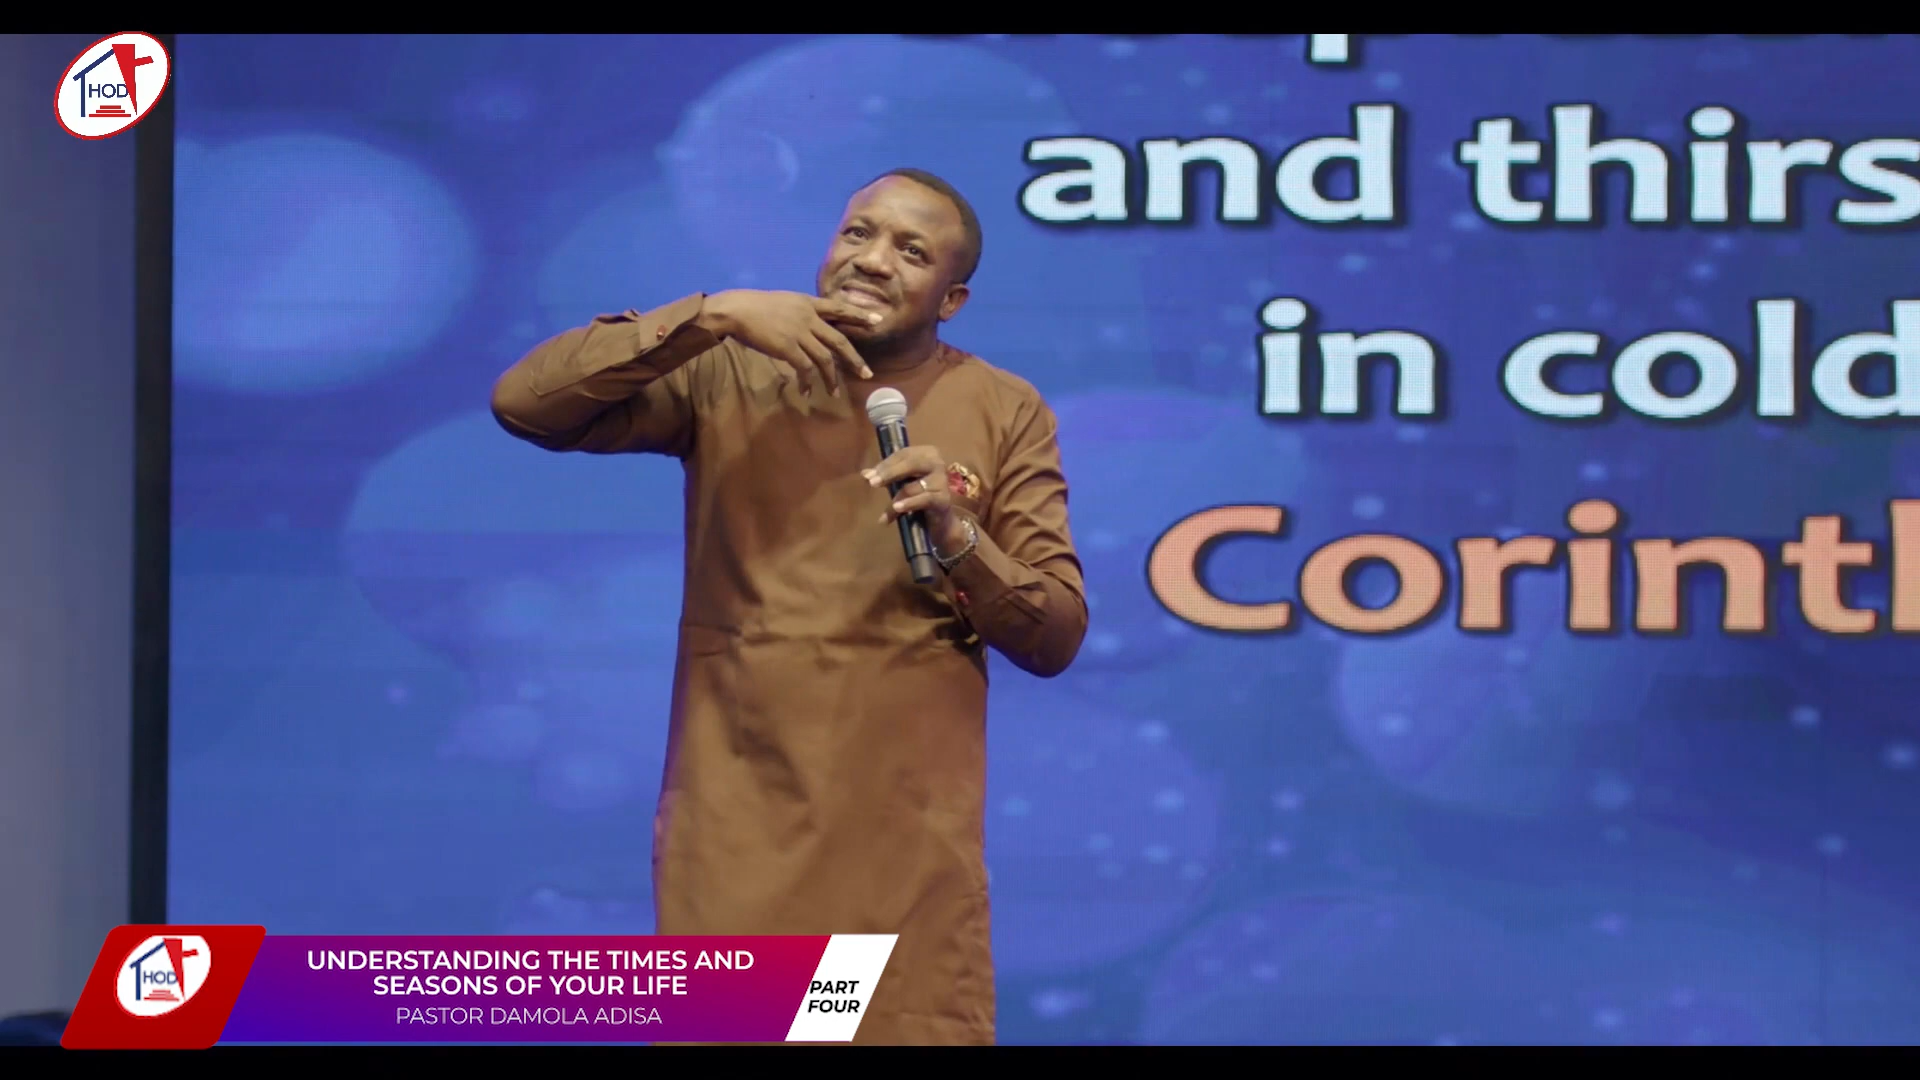 HOD
and thirs
in cold
Corinth
HOD
UNDERSTANDING THE TIMES AND
SEASONS OF YOUR LIFE
PASTOR DAMOLA ADISA
PART
FOUR